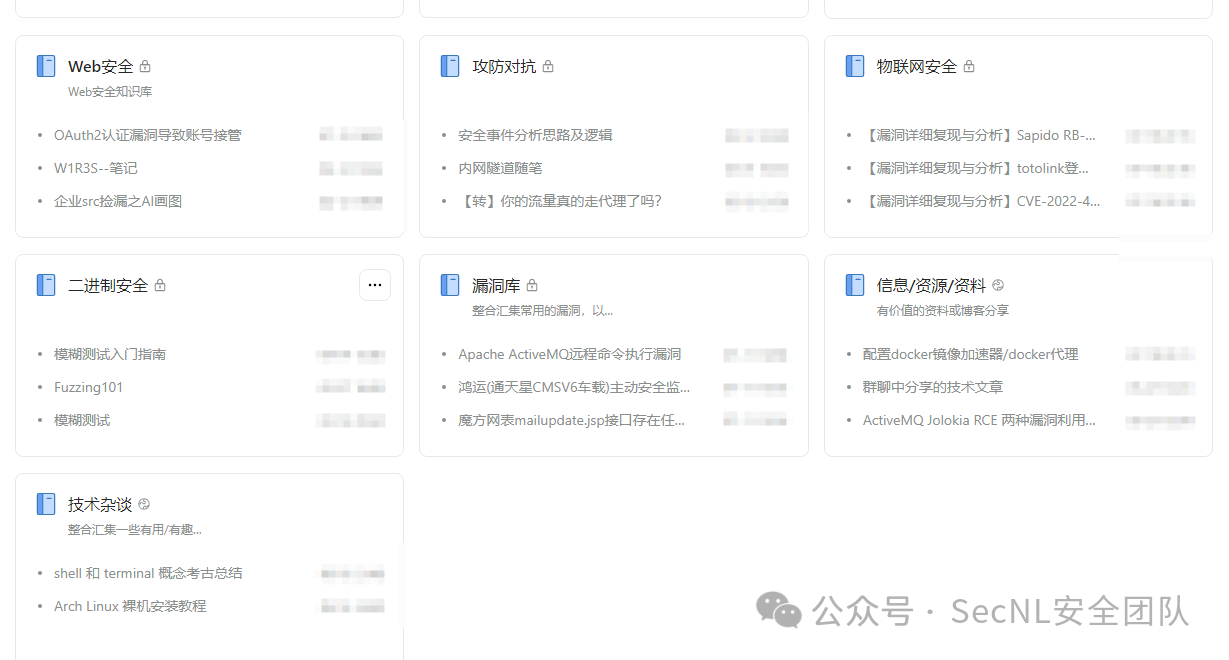 Web安全
Web安全知识库
OAuth2认证漏洞导致账号接管
W1R3S--笔记
企业src捡漏之AI画图
攻防对抗
安全事件分析思路及逻辑
内网隧道随笔
【转】你的流量真的走代理了吗?
物联网安全
【漏洞详细复现与分析】Sapido RB-...
【漏洞详细复现与分析】totolink登...
【漏洞详细复现与分析】CVE-2022-4...
二进制安全
模糊测试入门指南
Fuzzing101
模糊测试
漏洞库
整合汇集常用的漏洞，以...
Apache ActiveMQ远程命令执行漏洞
鸿运(通天星CMSV6车载)主动安全监...
魔方网表mailupdate.jsp接口存在任...
信息/资源/资料
有价值的资料或博客分享
配置docker镜像加速器/docker代理
群聊中分享的技术文章
ActiveMQ Jolokia RCE 两种漏洞利用...
技术杂谈
整合汇集一些有用/有趣...
shell 和 terminal 概念考古总结
Arch Linux 裸机安装教程
公众号 · SecNL安全团队